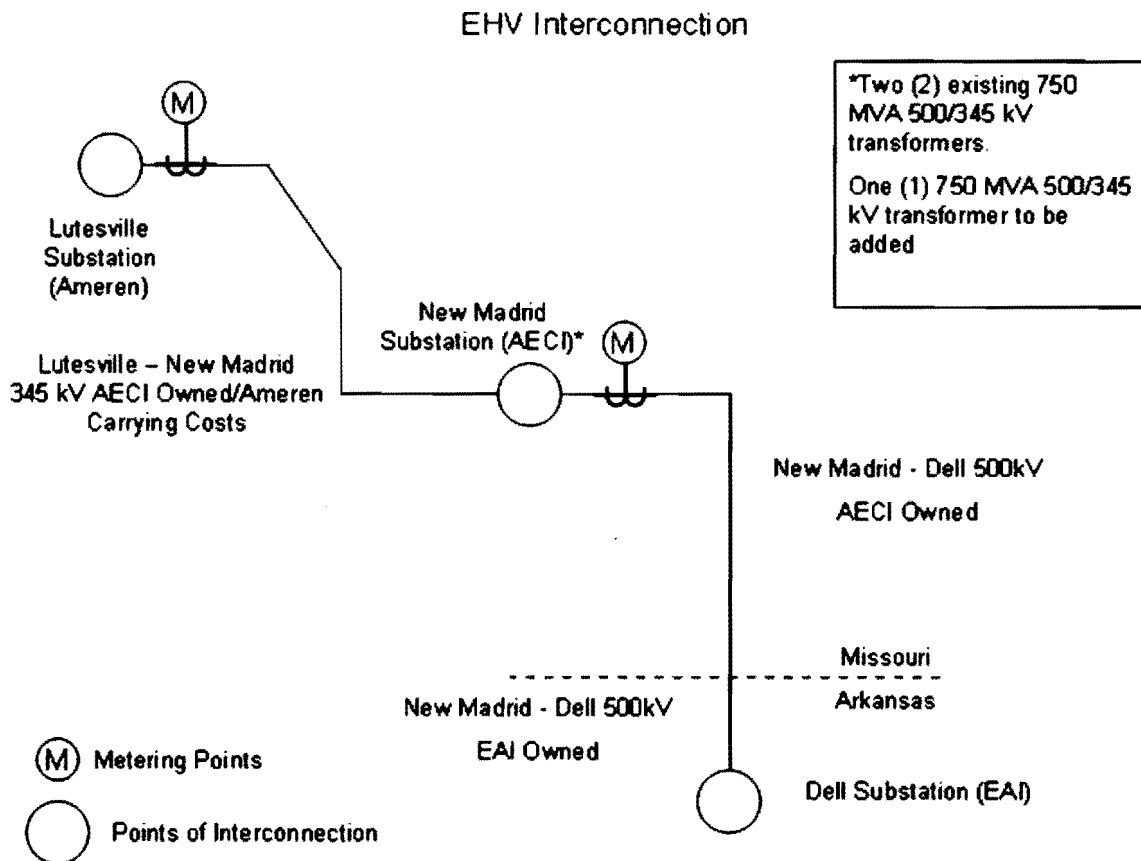 EHV Interconnection
*Two (2) existing 750
MVA 500/345 kV
transformers.
One (1) 750 MVA 500/345
kV transformer to be
added
M
Lutesville
Substation
(Ameren)
New Madrid
Substation (AECI)*
M
Lutesville – New Madrid
345 kV AECI Owned/Ameren
Carrying Costs
New Madrid - Dell 500kV
AECI Owned
Missouri
Arkansas
New Madrid - Dell 500kV
EAI Owned
M Metering Points
Dell Substation (EAI)
Points of Interconnection